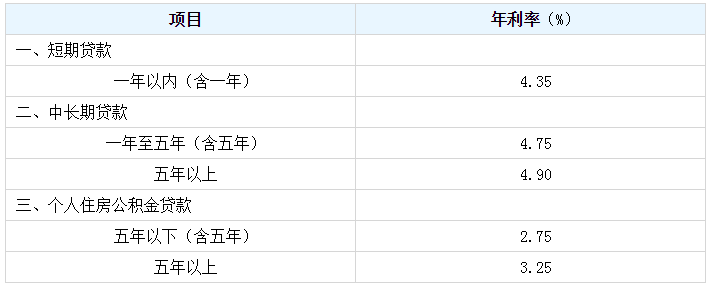 项目 年利率（%）
一、短期贷款
一年以内（含一年） 4.35
二、中长期贷款
一年至五年（含五年） 4.75
五年以上 4.90
三、个人住房公积金贷款
五年以下（含五年） 2.75
五年以上 3.25